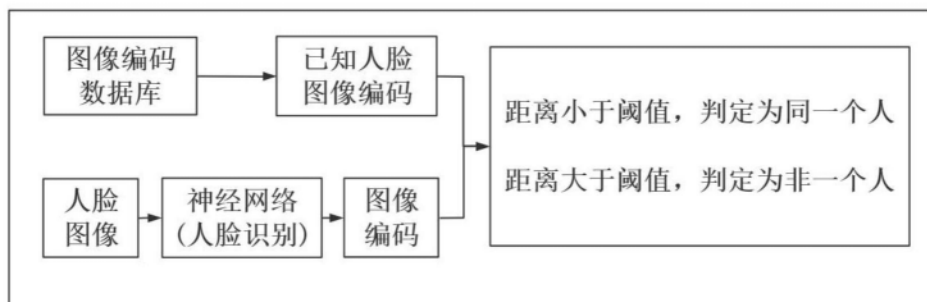 图像编码
数据库
已知人脸
图像编码
距离小于阈值，判定为同一个人
距离大于阈值，判定为非一个人
人脸
图像
神经网络
(人脸识别)
图像
编码